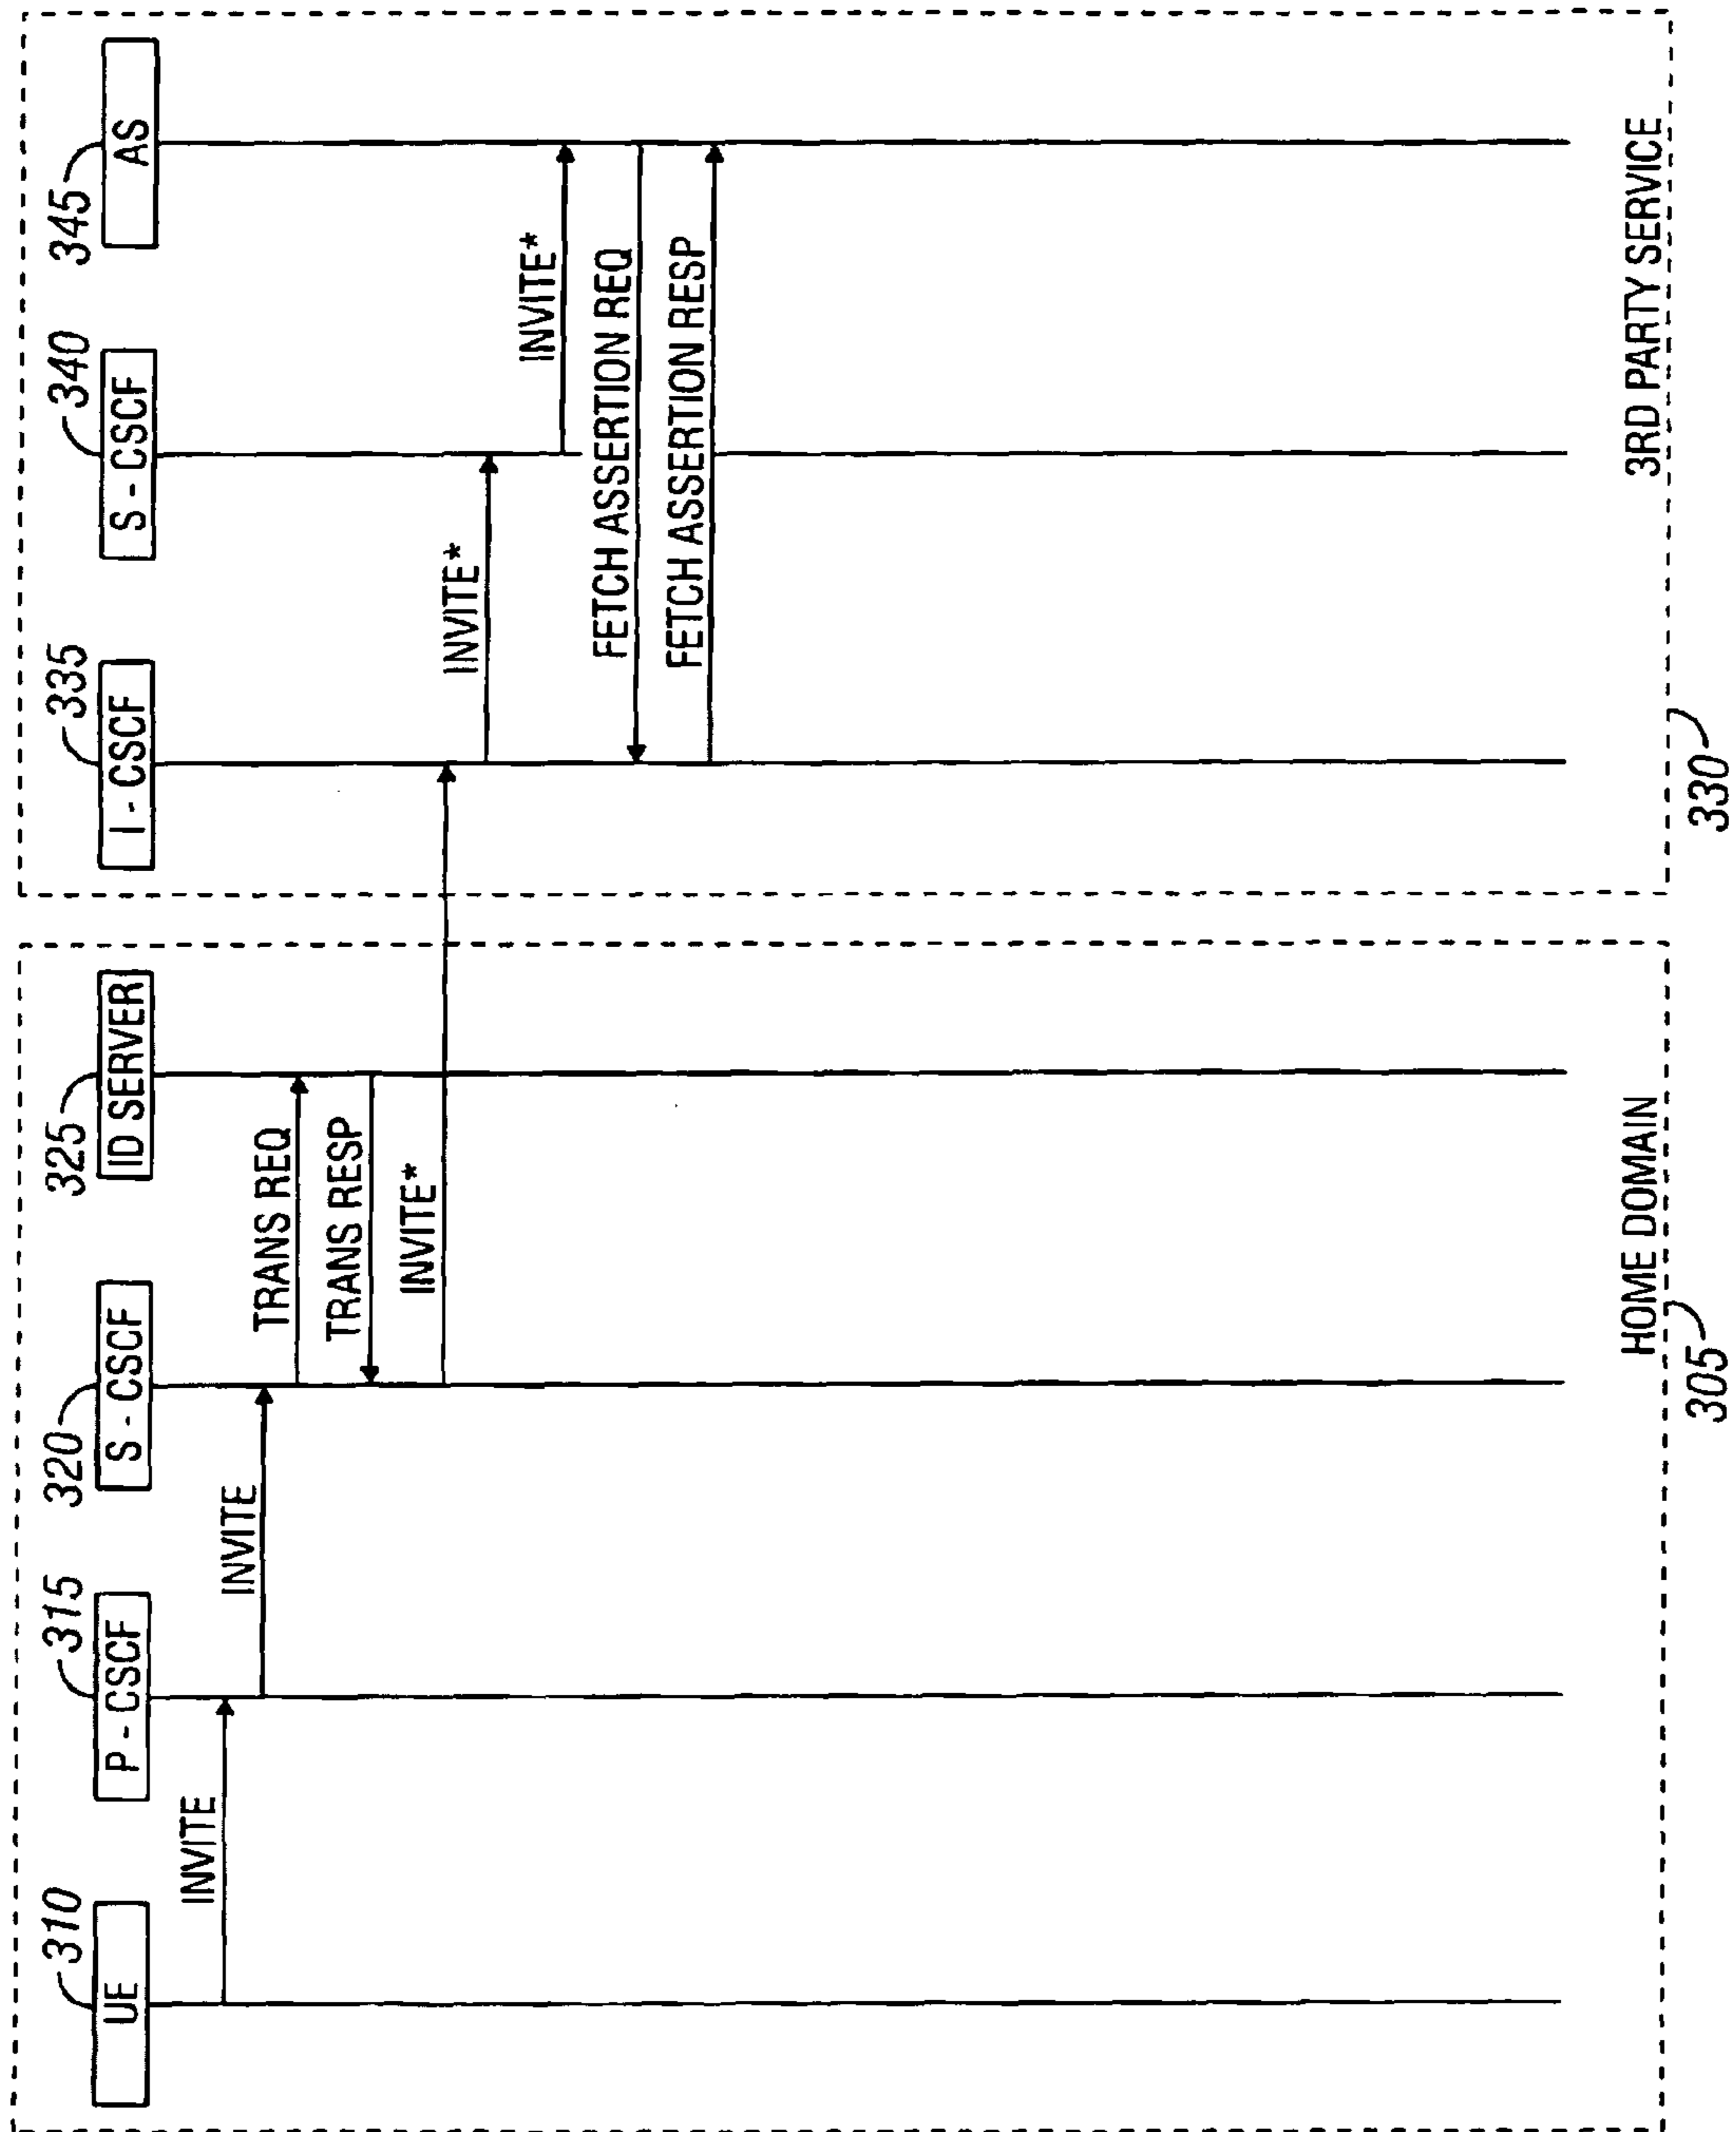 310
UE
315
P - CSCF
320
S - CSCF
325
ID SERVER
335
I - CSCF
340
S - CSCF
345
AS
INVITE
INVITE
TRANS REQ
TRANS RESP
INVITE*
INVITE*
INVITE*
FETCH ASSERTION REQ
FETCH ASSERTION RESP
HOME DOMAIN
305
3RD PARTY SERVICE
330